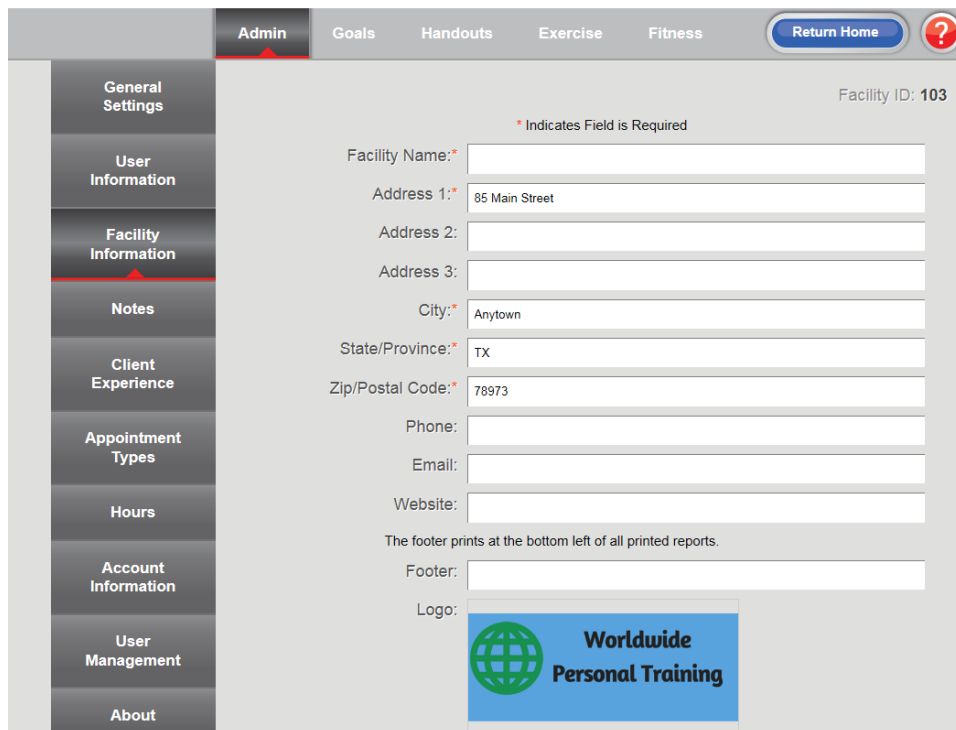 Admin
Goals
Handouts
Exercise
Fitness
Return Home
?
General
Settings
User
Information
Facility
Information
Notes
Client
Experience
Appointment
Types
Hours
Account
Information
User
Management
About
Facility ID: 103
* Indicates Field is Required
Facility Name:*
Address 1:* 85 Main Street
Address 2:
Address 3:
City:* Anytown
State/Province:* TX
Zip/Postal Code:* 78973
Phone:
Email:
Website:
The footer prints at the bottom left of all printed reports.
Footer:
Logo:
Worldwide
Personal Training